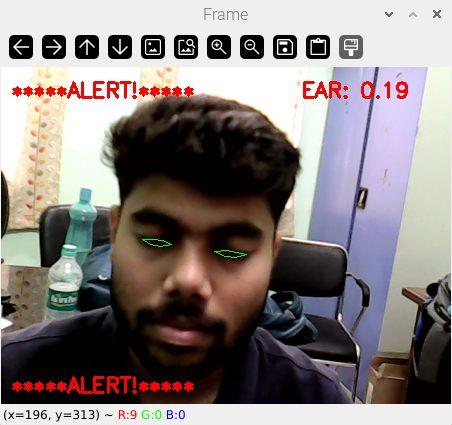 Frame
*****ALERT!***** EAR: 0.19
*****ALERT!*****
(x=196, y=313) ~ R:9 G:0 B:0